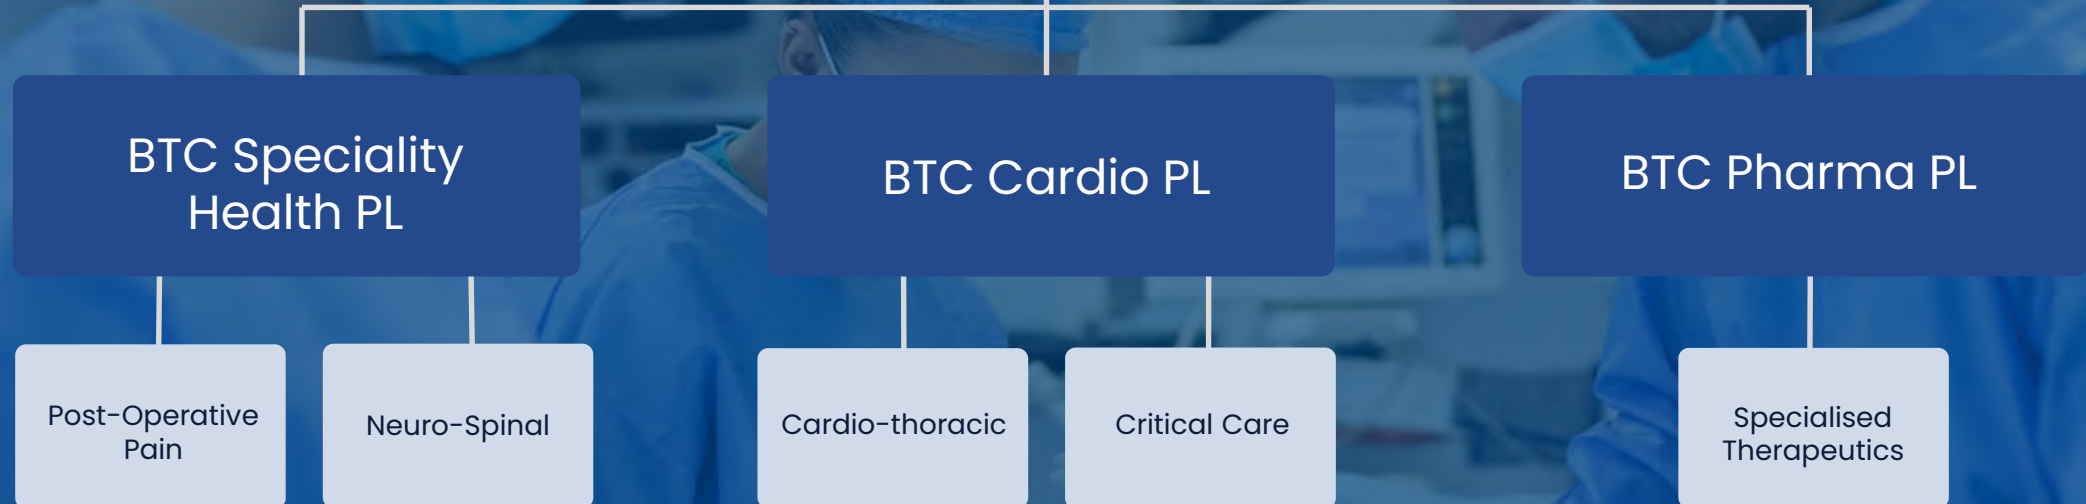 BTC Speciality
Health PL
BTC Cardio PL
BTC Pharma PL
Post-Operative
Pain
Neuro-Spinal
Cardio-thoracic
Critical Care
Specialised
Therapeutics